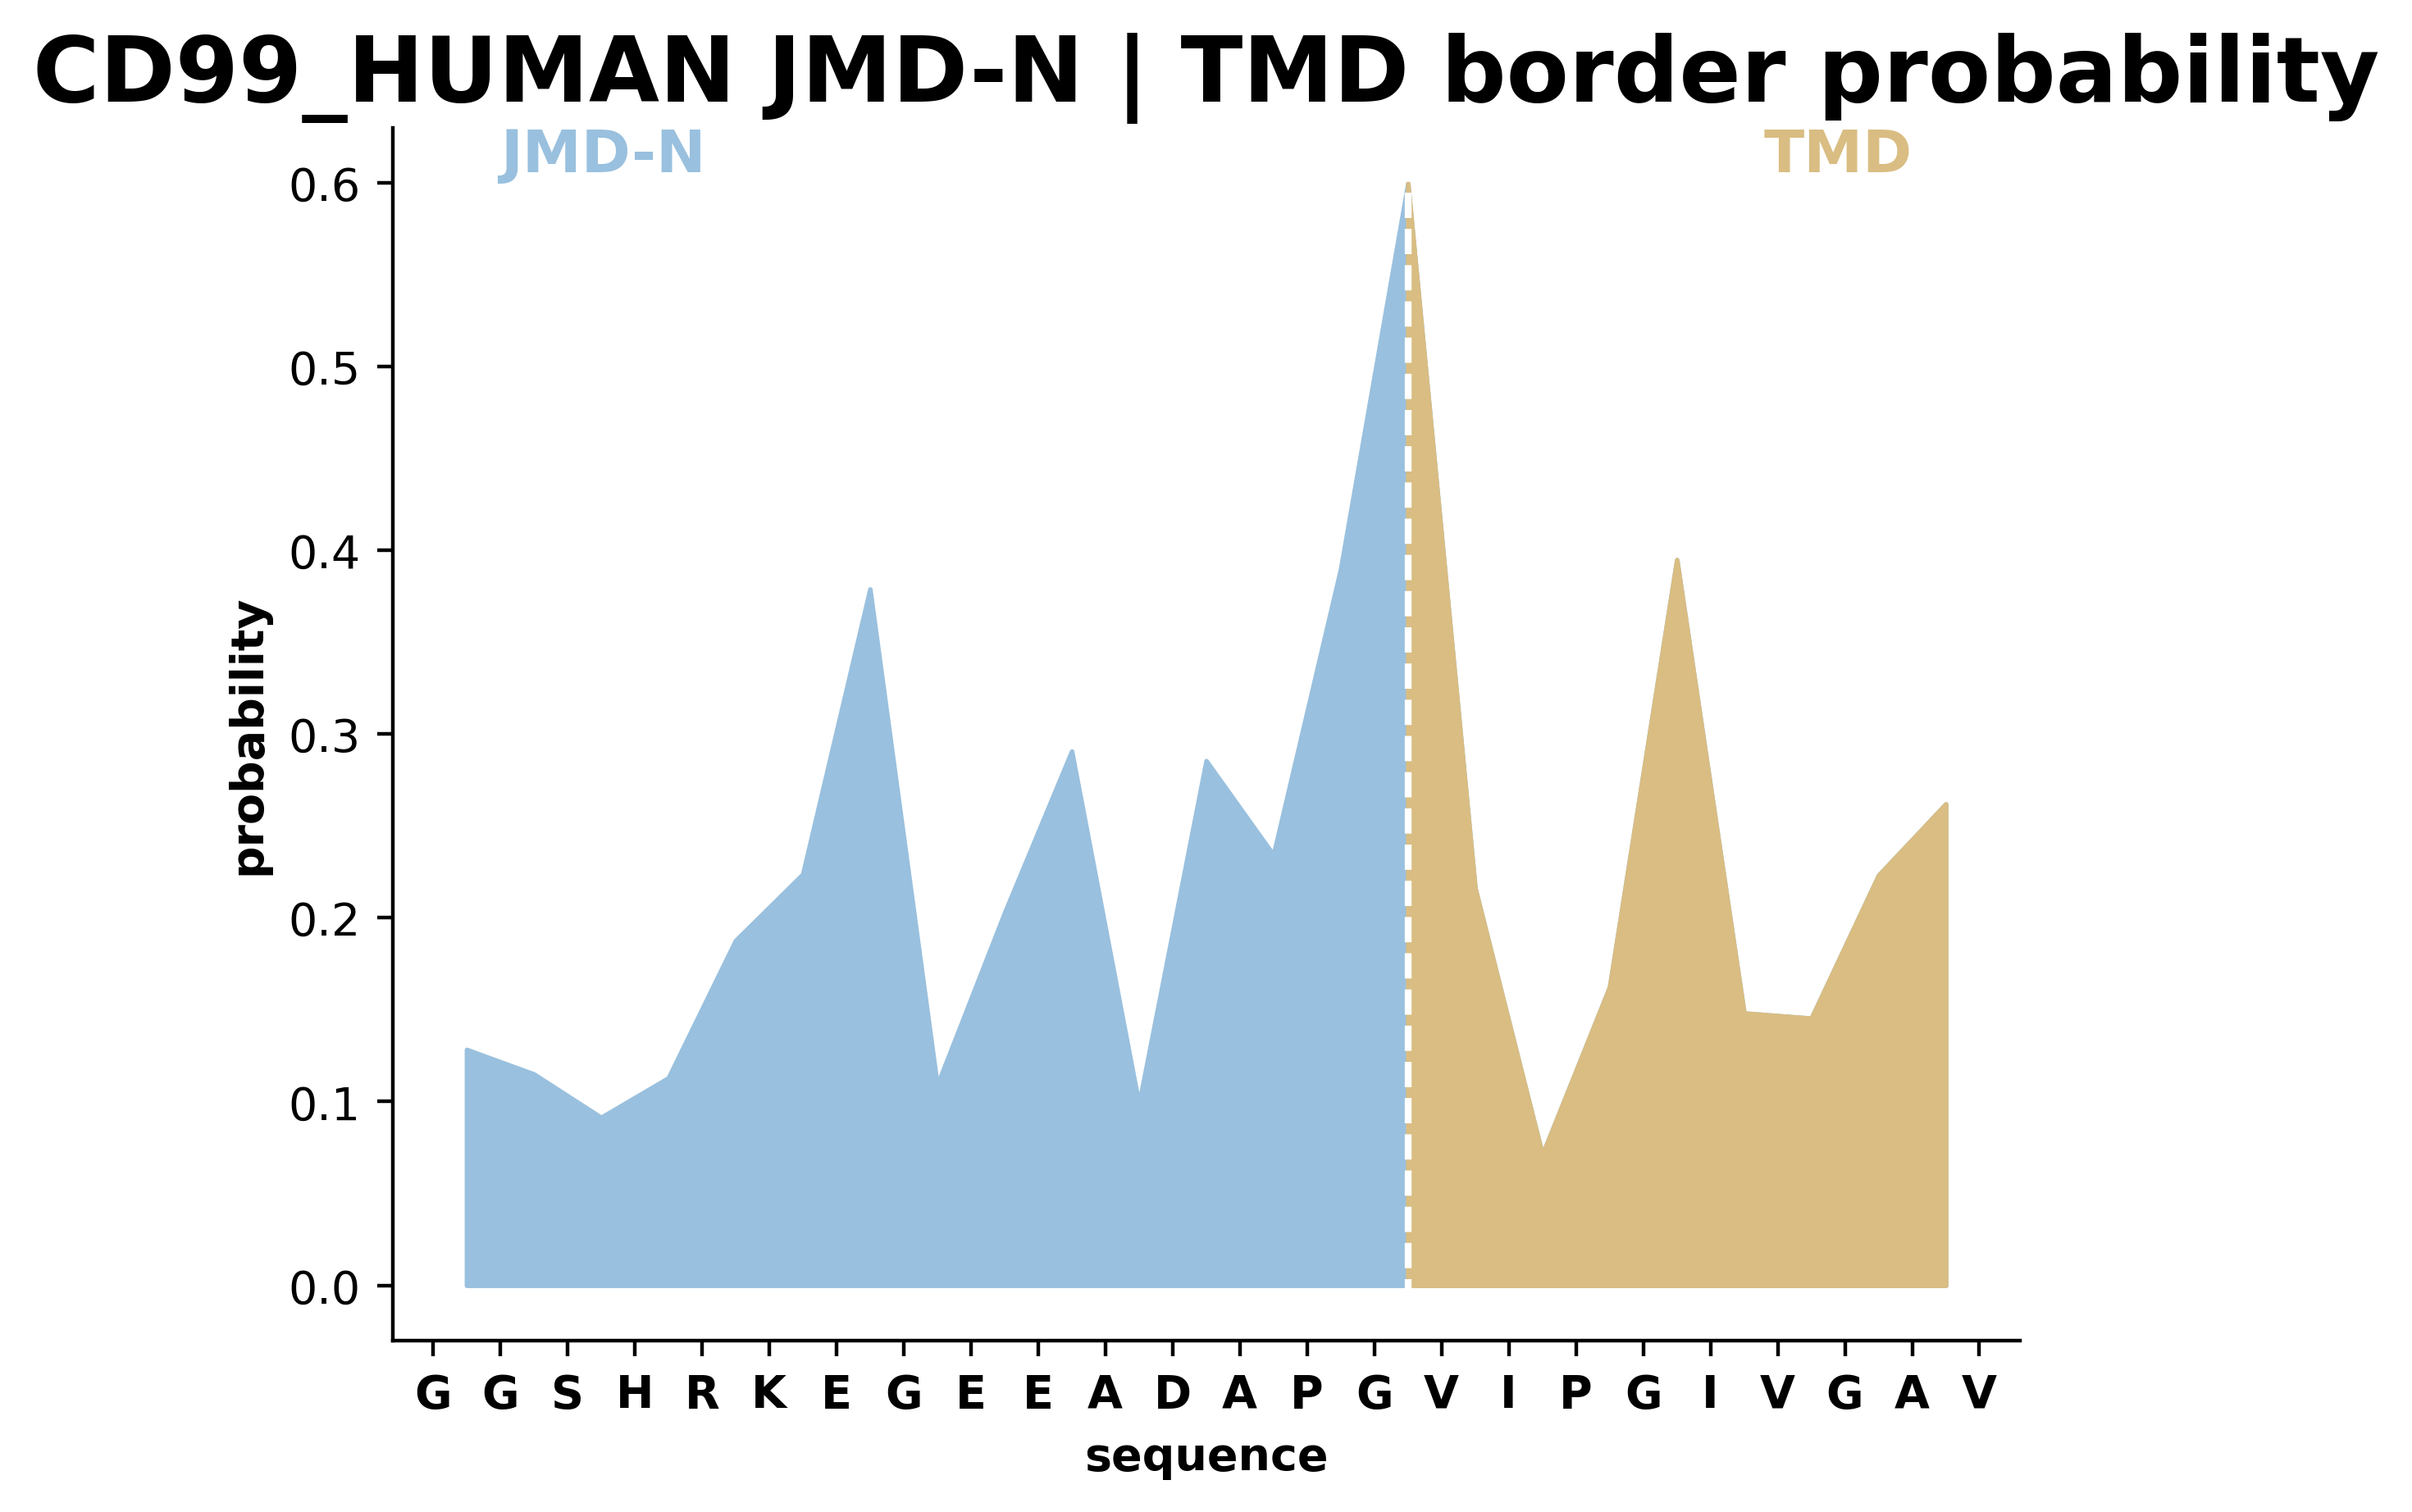 CD99_HUMAN JMD-N | TMD border probability
JMD-N TMD
0.6
0.5
0.4
0.3
0.2
0.1
0.0
probability
G G S H R K E G E E A D A P G V I P G I V G A V
sequence